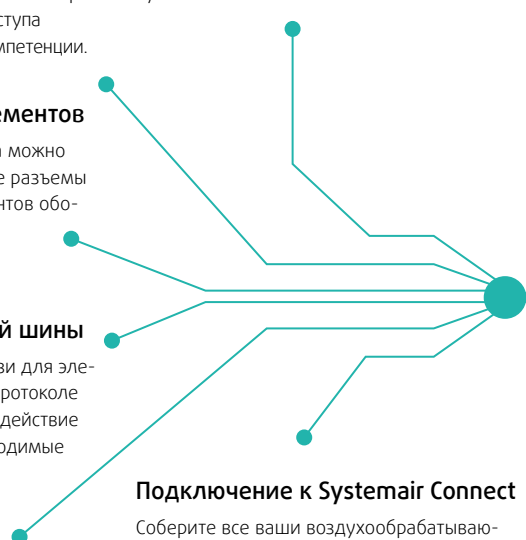 ступа
мпетенции.
ементов
можно
е разъемы
нтов обо-
й шины
зи для эле-
ротоколе
действие
одимые
Подключение к Systemair Connect
Соберите все ваши воздухообрабатываю-